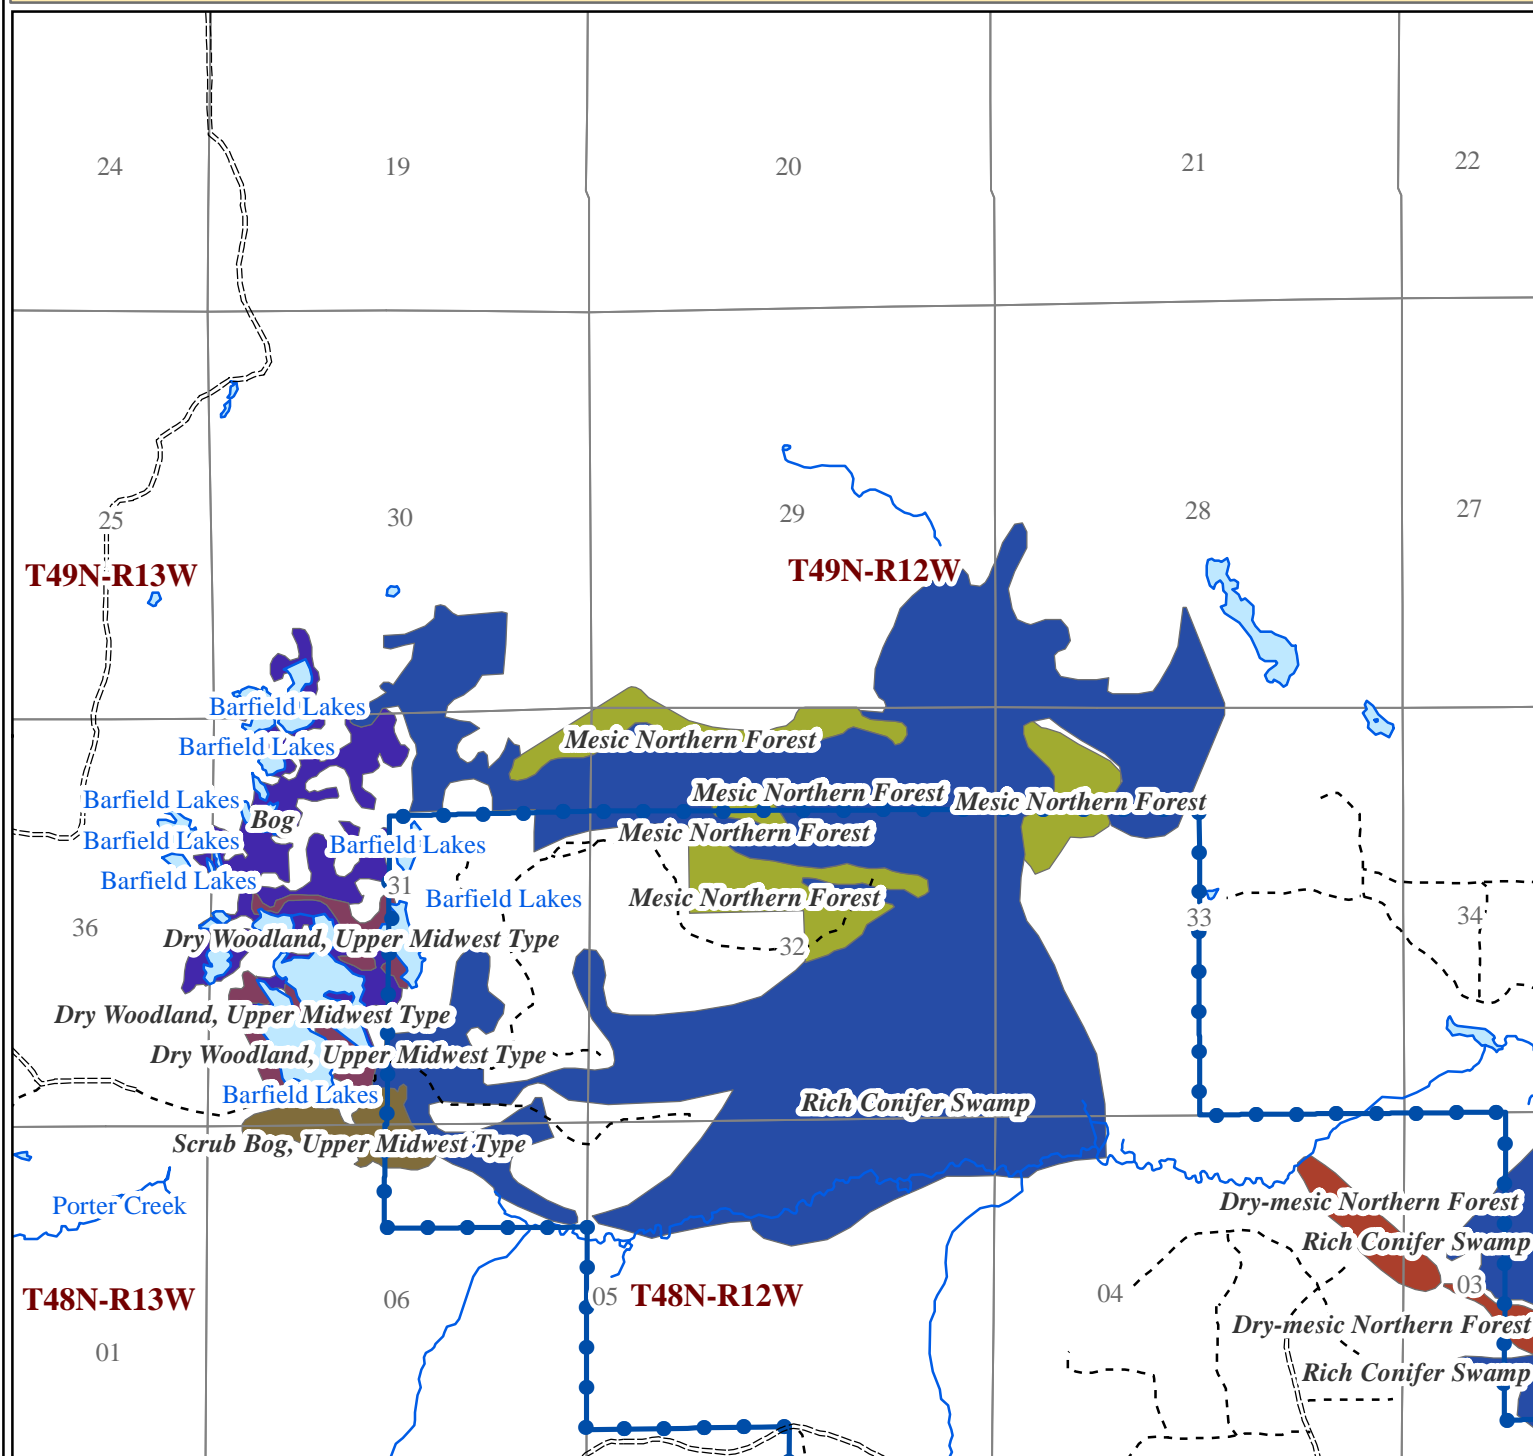 24
19
20
21
22
25
30
29
28
27
T49N-R13W
T49N-R12W
Barfield Lakes
Mesic Northern Forest
Barfield Lakes
Mesic Northern Forest
Barfield Lakes
Mesic Northern Forest
Bog
Mesic Northern Forest
Barfield Lakes
Barfield Lakes
Barfield Lakes
31
Barfield Lakes
Mesic Northern Forest
36
33
34
Dry Woodland, Upper Midwest Type
32
Dry Woodland, Upper Midwest Type
Dry Woodland, Upper Midwest Type
Barfield Lakes
Rich Conifer Swamp
Scrub Bog, Upper Midwest Type
Porter Creek
Dry-mesic Northern Forest
Rich Conifer Swamp
03
T48N-R13W
06
05
T48N-R12W
04
Dry-mesic Northern Forest
01
Rich Conifer Swamp